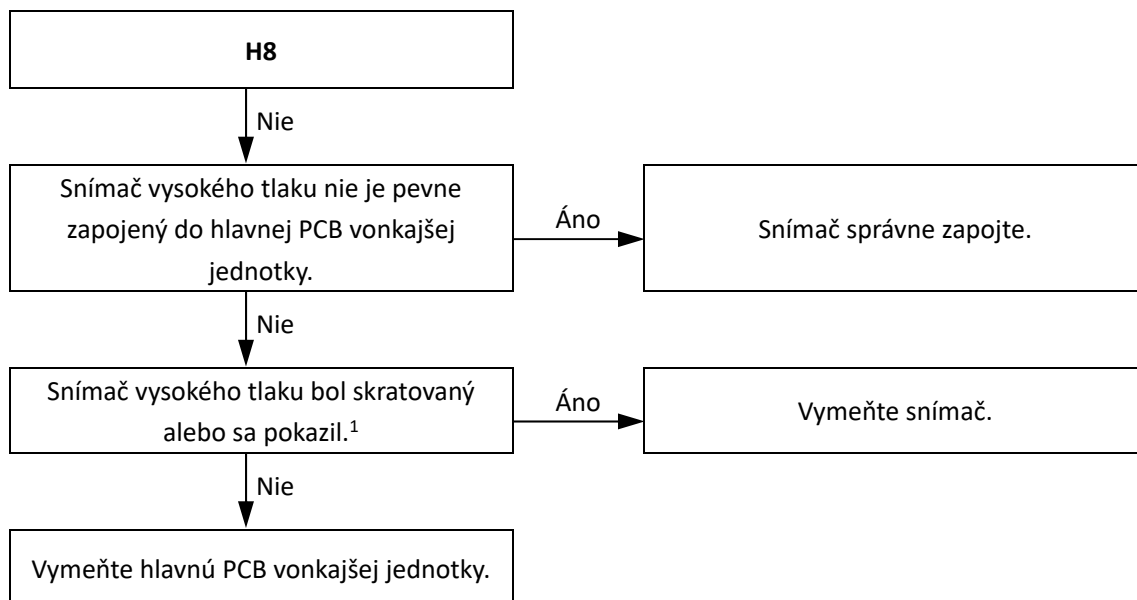 H8
Nie
Snímač vysokého tlaku nie je pevne
zapojený do hlavnej PCB vonkajšej
jednotky.
Áno
Snímač správne zapojte.
Nie
Snímač vysokého tlaku bol skratovaný
alebo sa pokazil.¹
Áno
Vymeňte snímač.
Nie
Vymeňte hlavnú PCB vonkajšej jednotky.